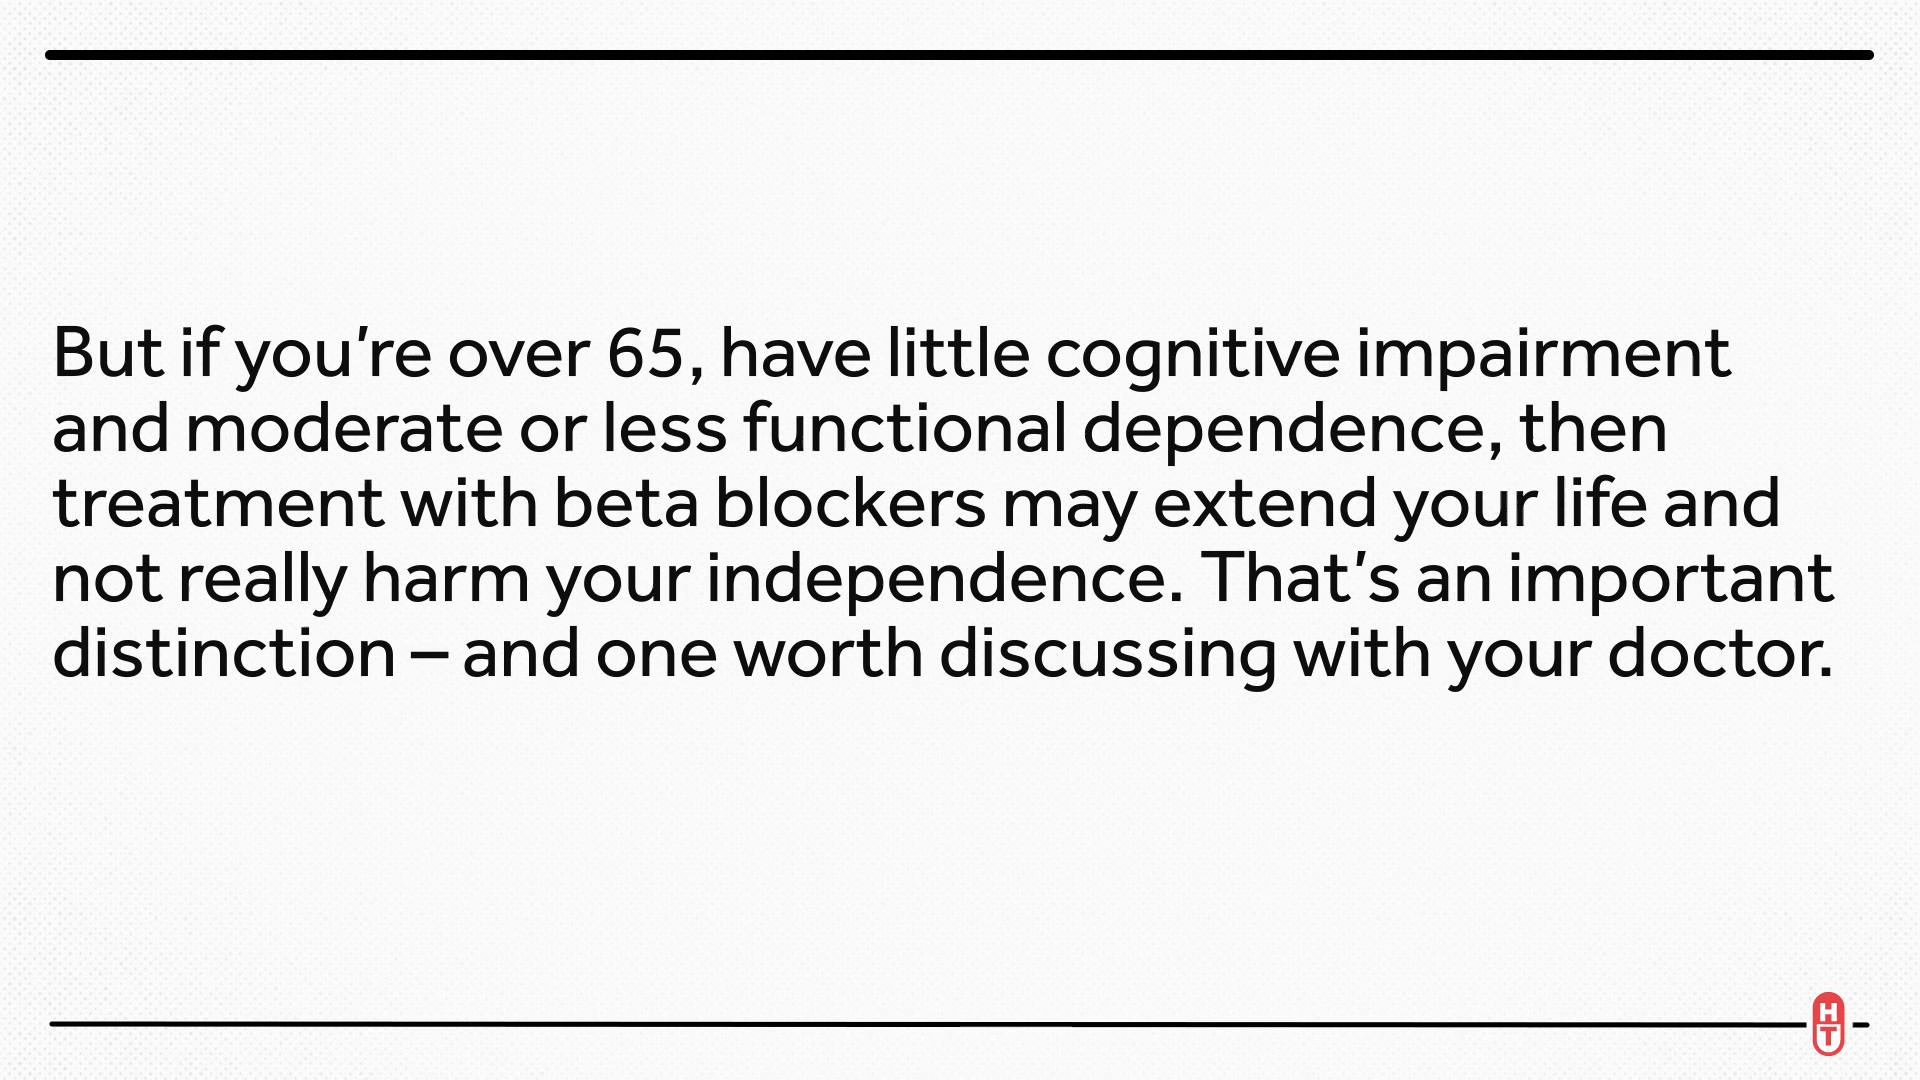 But if you're over 65, have little cognitive impairment
and moderate or less functional dependence, then
treatment with beta blockers may extend your life and
not really harm your independence. That's an important
distinction – and one worth discussing with your doctor.
H
T